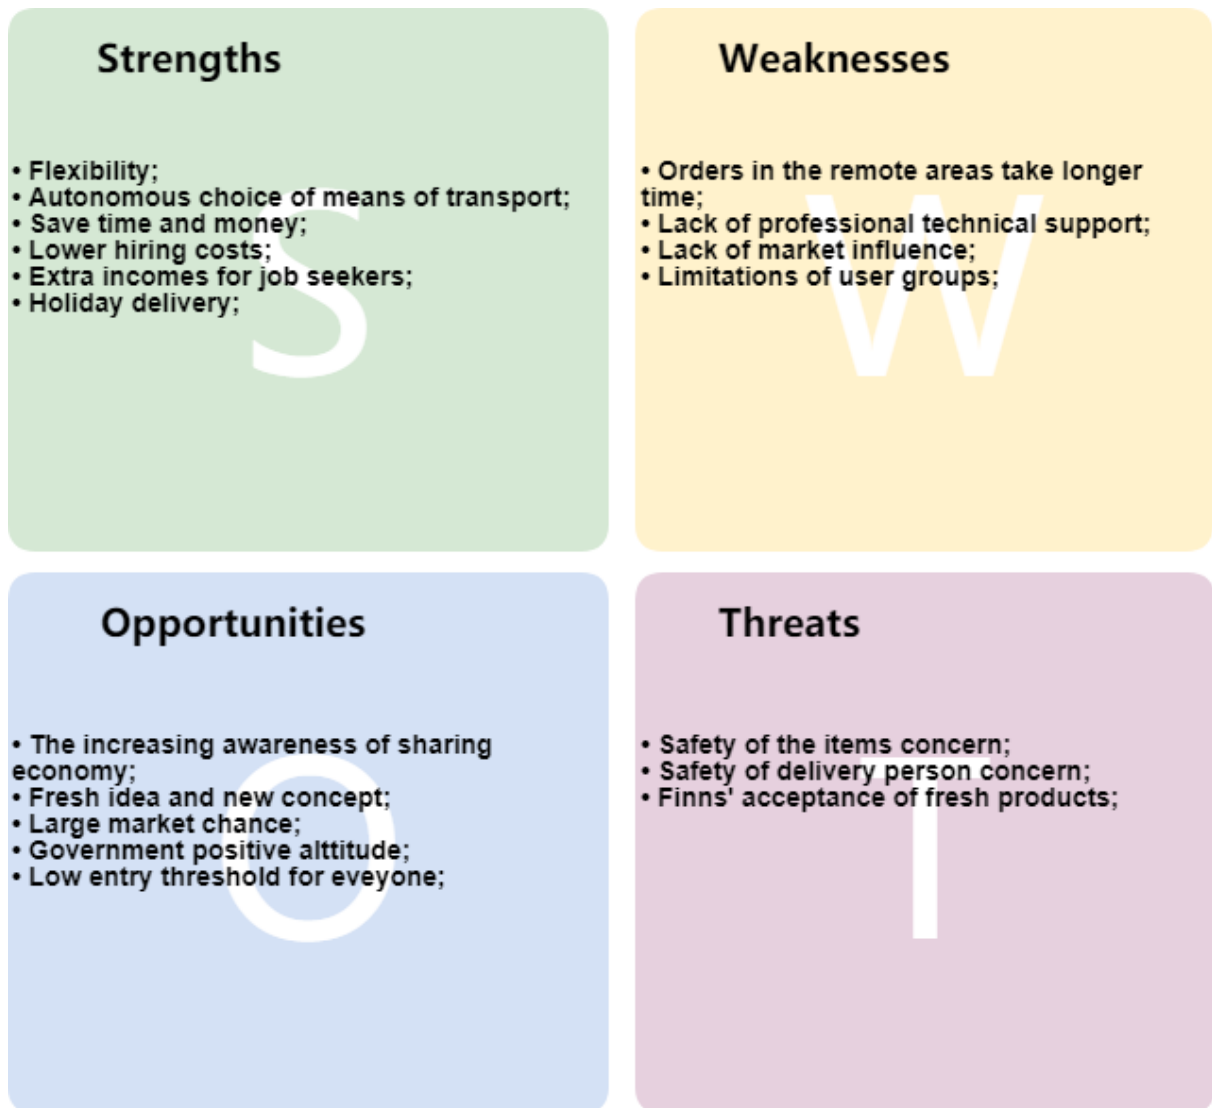 Strengths
• Flexibility;
• Autonomous choice of means of transport;
• Save time and money;
• Lower hiring costs;
• Extra incomes for job seekers;
• Holiday delivery;
S
Weaknesses
• Orders in the remote areas take longer
time;
• Lack of professional technical support;
• Lack of market influence;
• Limitations of user groups;
W
Opportunities
• The increasing awareness of sharing
economy;
• Fresh idea and new concept;
• Large market chance;
• Government positive alttitude;
• Low entry threshold for eveyone;
O
Threats
• Safety of the items concern;
• Safety of delivery person concern;
• Finns' acceptance of fresh products;
T